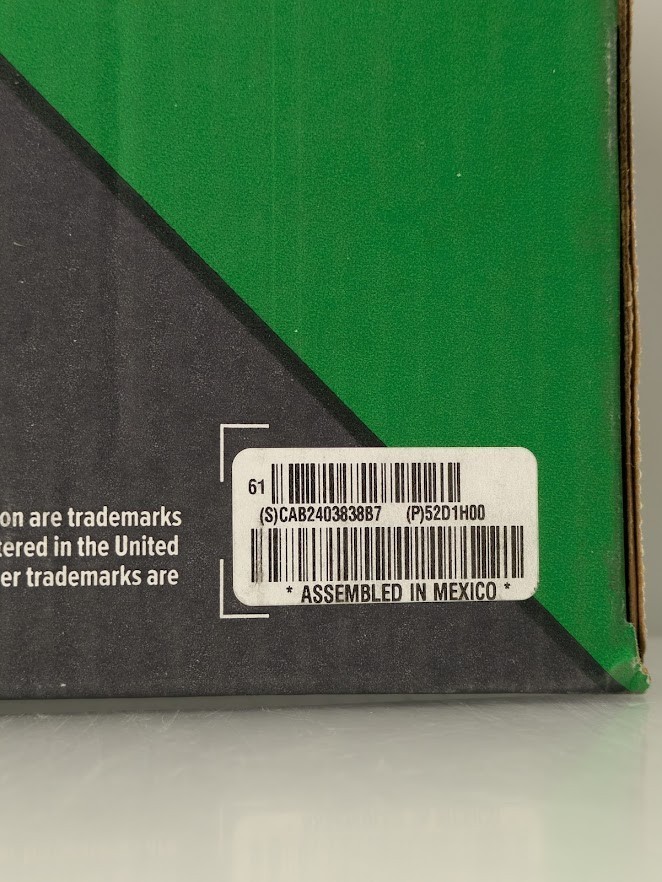 on are trademarks
tered in the United
er trademarks are
61
(S)CAB2403838B7 (P)52D1H00
* ASSEMBLED IN MEXICO *